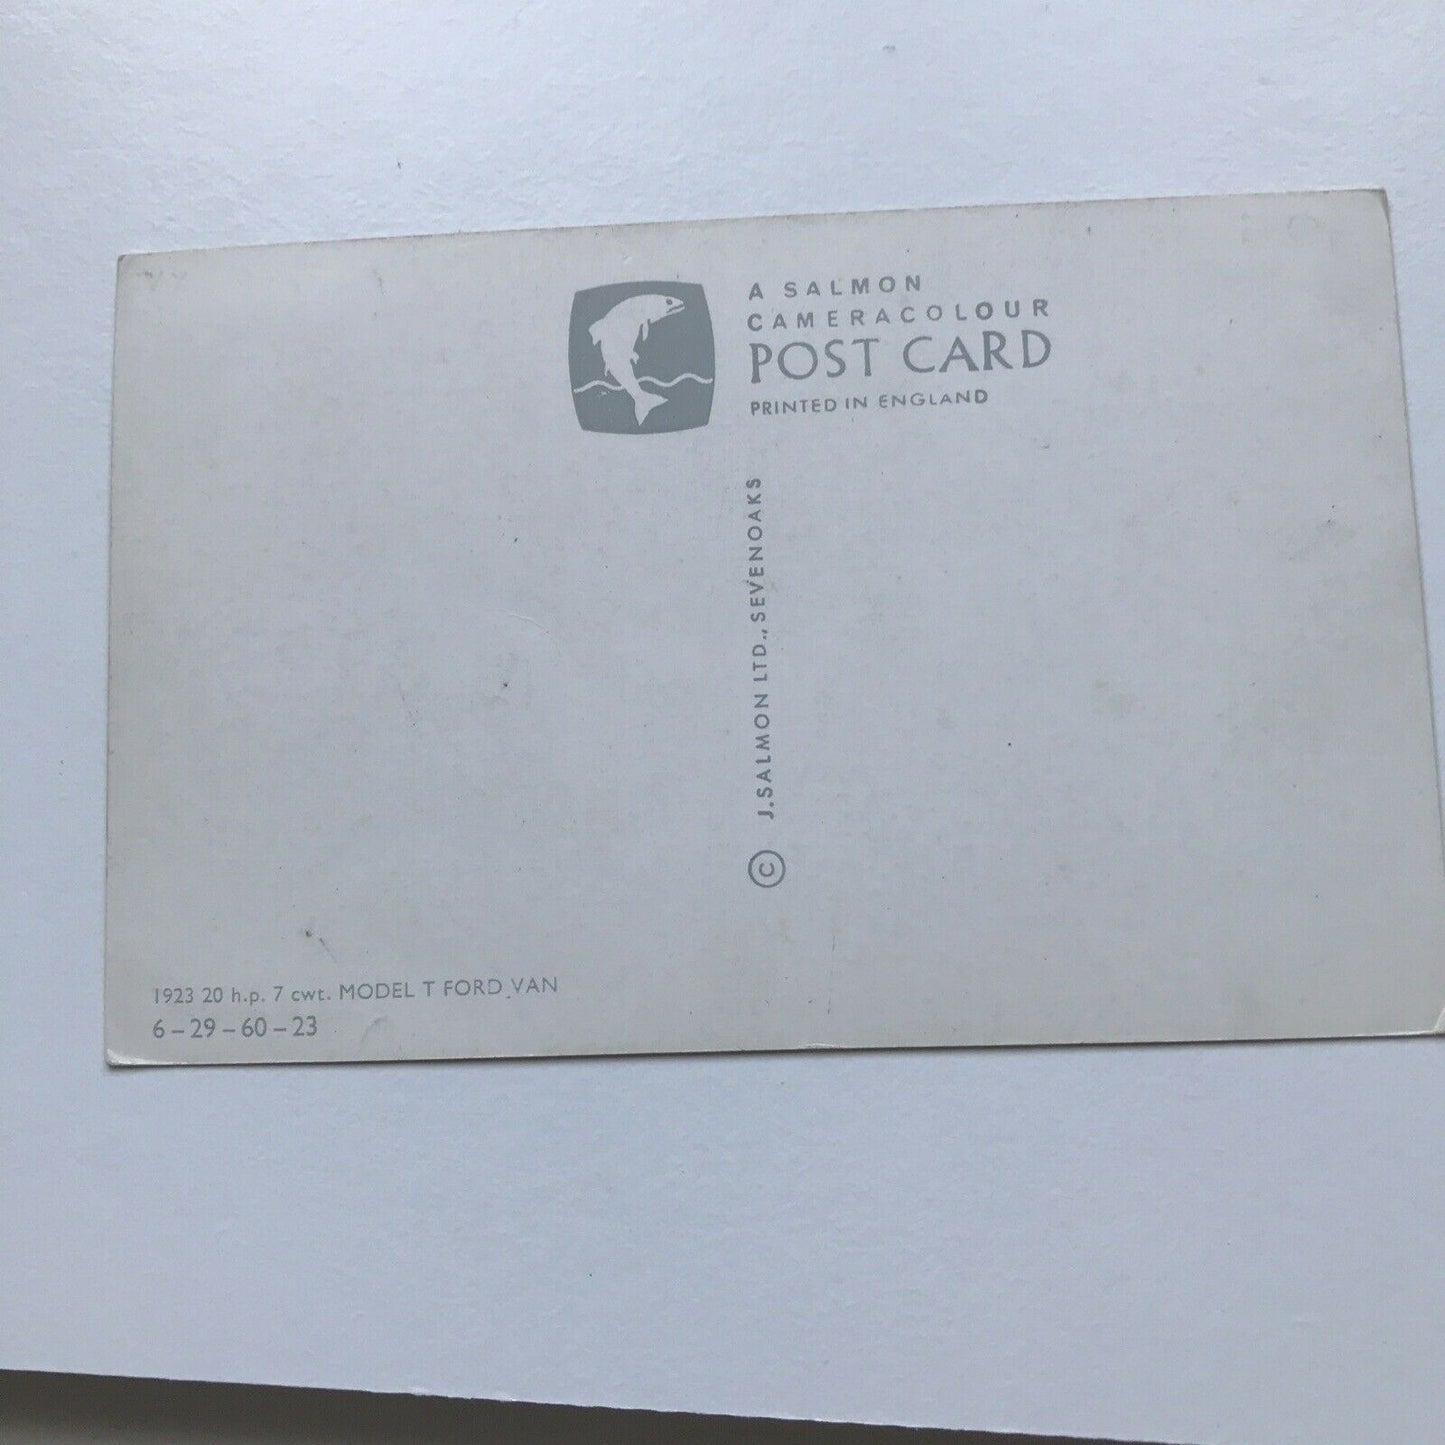 A SALMON
CAMERACOLOUR
POST CARD
PRINTED IN ENGLAND
© J. SALMON LTD., SEVENOAKS
1923 20 h.p. 7 cwt. MODEL T FORD VAN
6 – 29 – 60 – 23